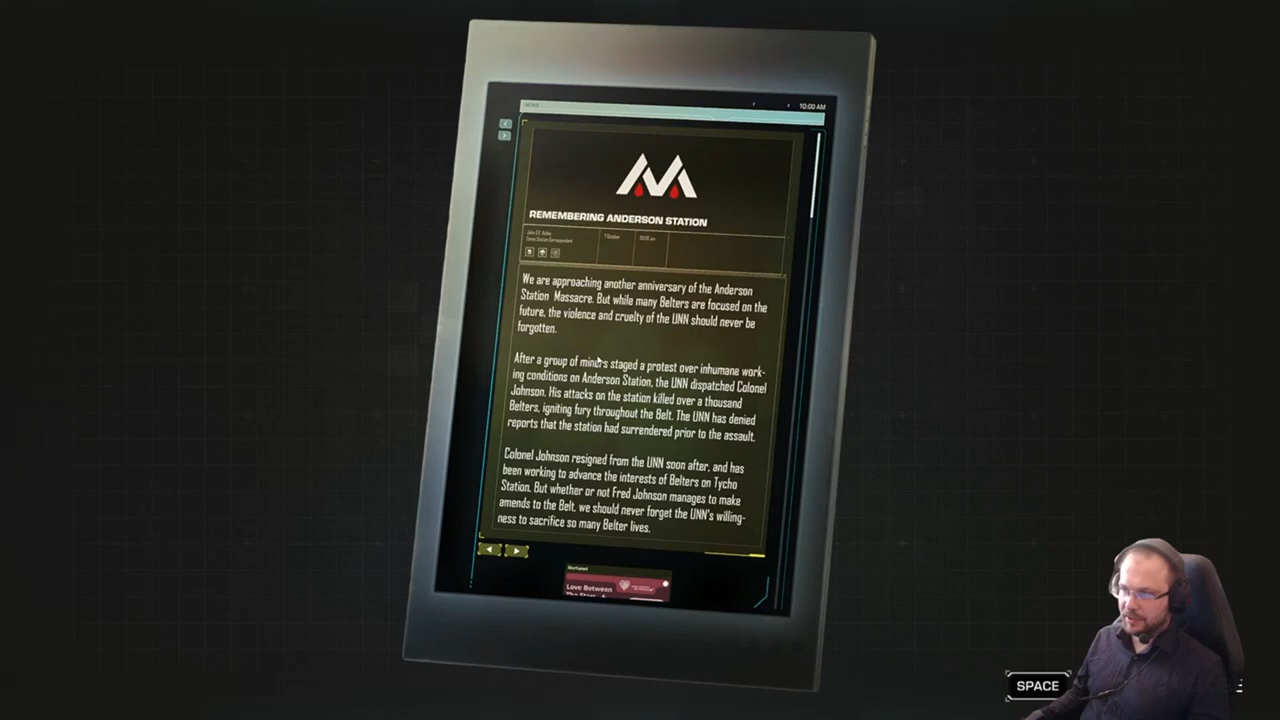 NEWS
10:00 AM
REMEMBERING ANDERSON STATION
7 October
We are approaching another anniversary of the Anderson
Station Massacre. But while many Belters are focused on the
future, the violence and cruelty of the UNN should never be
forgotten.
After a group of miners staged a protest over inhumane work-
ing conditions on Anderson Station, the UNN dispatched Colonel
Johnson. His attacks on the station killed over a thousand
Belters, igniting fury throughout the Belt. The UNN has denied
reports that the station had surrendered prior to the assault.
Colonel Johnson resigned from the UNN soon after, and has
been working to advance the interests of Belters on Tycho
Station. But whether or not Fred Johnson manages to make
amends to the Belt, we should never forget the UNN's willing-
ness to sacrifice so many Belter lives.
Love Between
SPACE